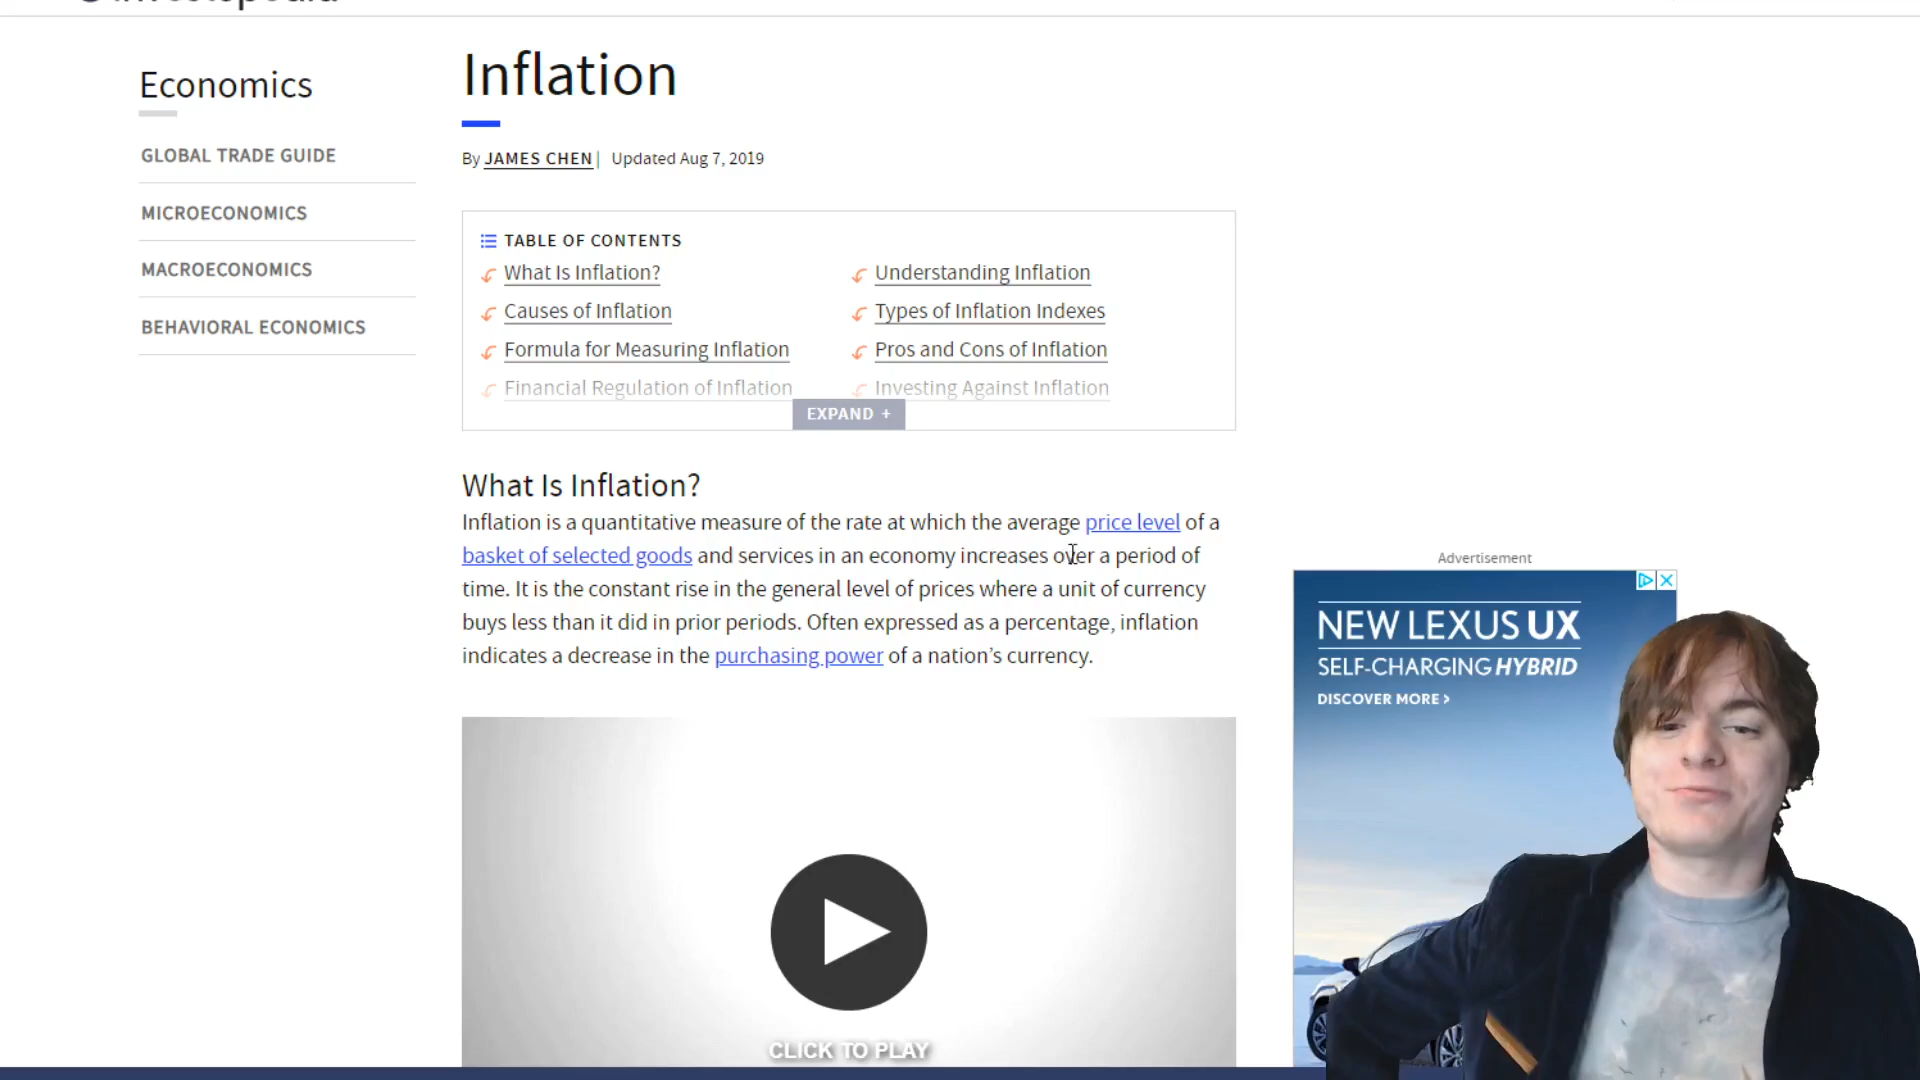 Economics
GLOBAL TRADE GUIDE
MICROECONOMICS
MACROECONOMICS
BEHAVIORAL ECONOMICS
Inflation
By JAMES CHEN | Updated Aug 7, 2019
TABLE OF CONTENTS
What Is Inflation?
Understanding Inflation
Causes of Inflation
Types of Inflation Indexes
Formula for Measuring Inflation
Pros and Cons of Inflation
Financial Regulation of Inflation
Investing Against Inflation
EXPAND +
What Is Inflation?
Inflation is a quantitative measure of the rate at which the average price level of a
basket of selected goods and services in an economy increases over a period of
time. It is the constant rise in the general level of prices where a unit of currency
buys less than it did in prior periods. Often expressed as a percentage, inflation
indicates a decrease in the purchasing power of a nation’s currency.
CLICK TO PLAY
Advertisement
NEW LEXUS UX
SELF-CHARGING HYBRID
DISCOVER MORE >